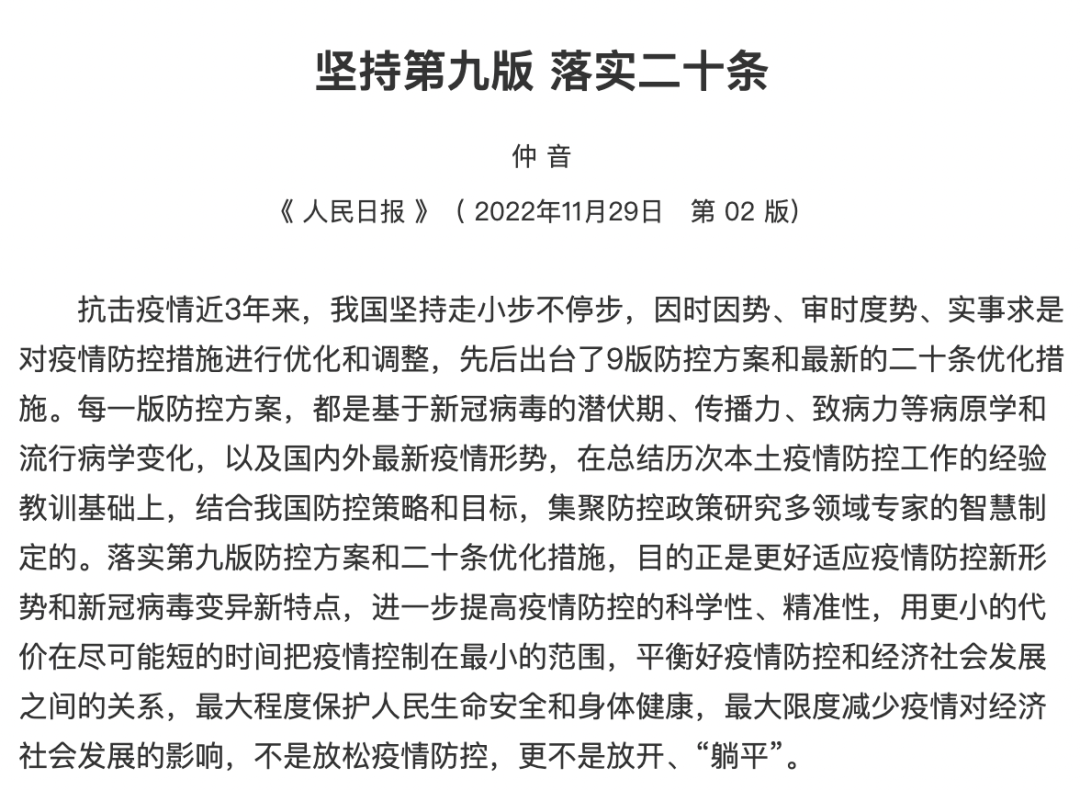 坚持第九版 落实二十条
仲 音
《 人民日报 》（ 2022年11月29日 第 02 版）
抗击疫情近3年来，我国坚持走小步不停步，因时因势、审时度势、实事求是
对疫情防控措施进行优化和调整，先后出台了9版防控方案和最新的二十条优化措
施。每一版防控方案，都是基于新冠病毒的潜伏期、传播力、致病力等病原学和
流行病学变化，以及国内外最新疫情形势，在总结历次本土疫情防控工作的经验
教训基础上，结合我国防控策略和目标，集聚防控政策研究多领域专家的智慧制
定的。落实第九版防控方案和二十条优化措施，目的正是更好适应疫情防控新形
势和新冠病毒变异新特点，进一步提高疫情防控的科学性、精准性，用更小的代
价在尽可能短的时间把疫情控制在最小的范围，平衡好疫情防控和经济社会发展
之间的关系，最大程度保护人民生命安全和身体健康，最大限度减少疫情对经济
社会发展的影响，不是放松疫情防控，更不是放开、“躺平”。